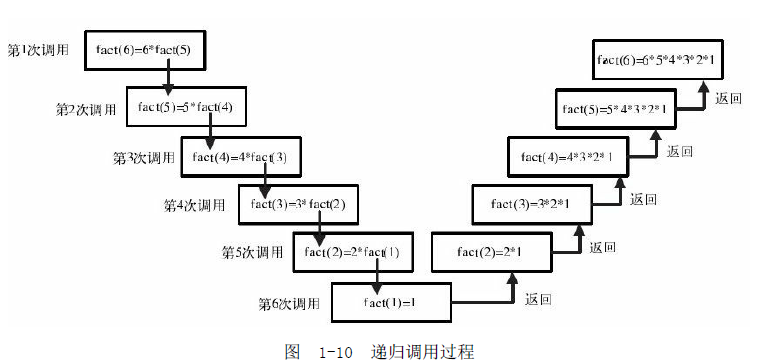 第1次调用 fact(6)=6*fact(5)
第2次调用 fact(5)=5*fact(4)
第3次调用 fact(4)=4*fact(3)
第4次调用 fact(3)=3*fact(2)
第5次调用 fact(2)=2*fact(1)
第6次调用 fact(1)=1
返回
fact(2)=2*1
返回
fact(3)=3*2*1
返回
fact(4)=4*3*2*1
返回
fact(5)=5*4*3*2*1
返回
fact(6)=6*5*4*3*2*1
图 1-10 递归调用过程